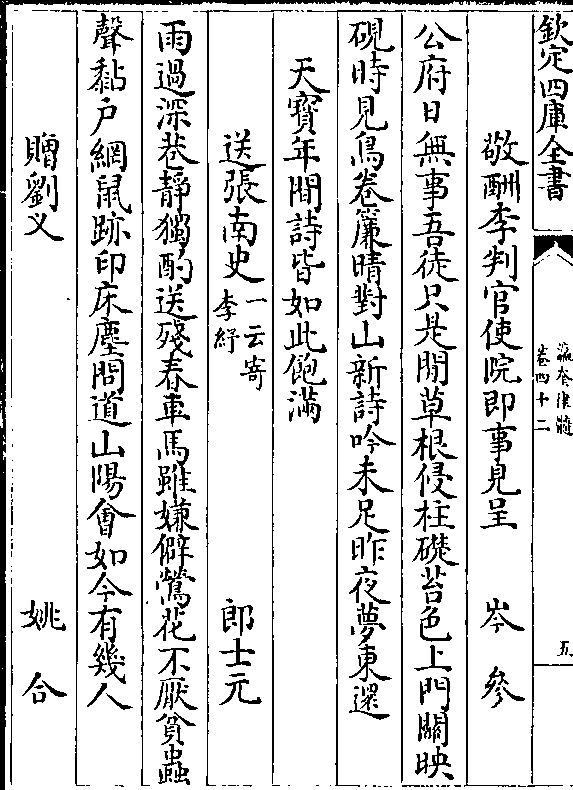 欽定四庫全書
瀛奎律髓
卷四十二
五
敬酬李判官使院即事見呈 岑參
公府日無事吾徒只是閒草根侵柱礎苔色上門關映
硯時見鳥卷簾晴對山新詩吟未足昨夜夢東還
天寶年間詩皆如此飽滿
送張南史一云寄李紓 郎士元
雨過深巷靜獨酌送殘春車馬雖嫌僻鶯花不厭貧蟲
聲黏户網鼠跡印床塵問道山陽會如今有幾人
贈劉义 姚合